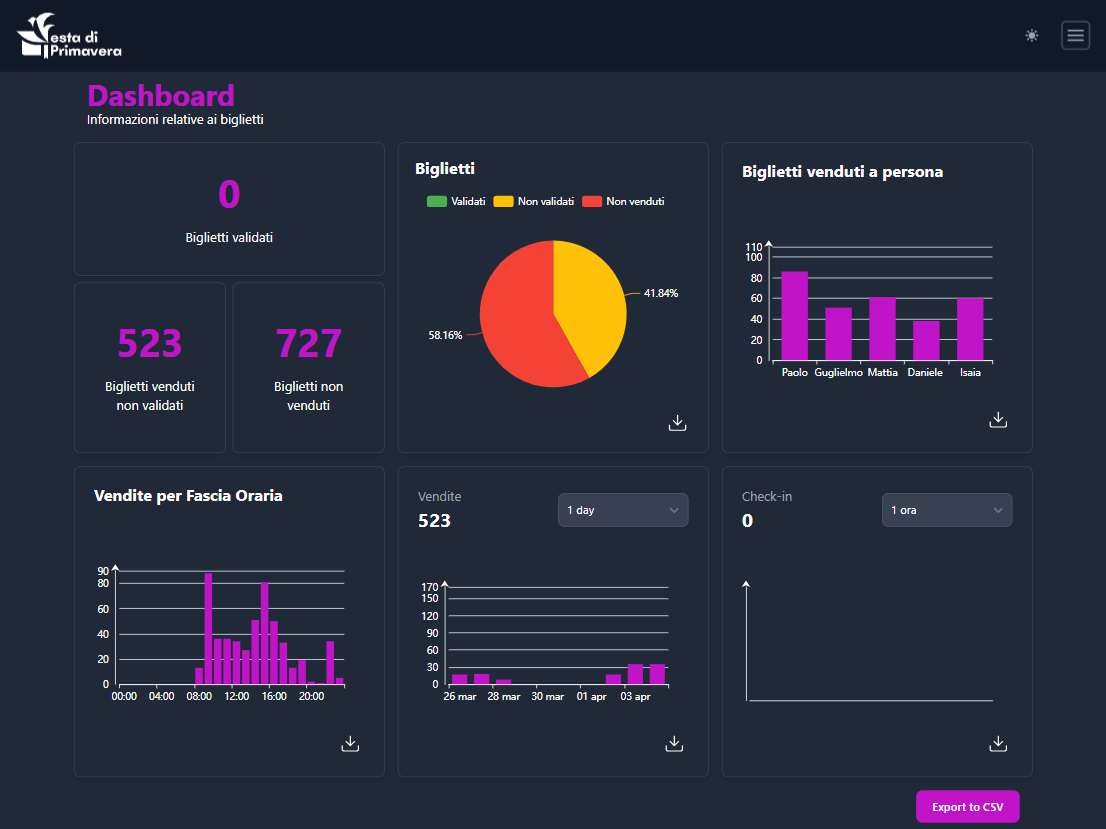 esta di
Primavera
Dashboard
Informazioni relative ai biglietti
0
Biglietti validati
523
Biglietti venduti
non validati
727
Biglietti non
venduti
Biglietti
Validati Non validati Non venduti
41.84%
58.16%
Biglietti venduti a persona
110
100
80
60
40
20
0
Paolo Guglielmo Mattia Daniele Isaia
Vendite per Fascia Oraria
90
80
60
40
20
0
00:00 04:00 08:00 12:00 16:00 20:00
Vendite
523
1 day
170
150
120
90
60
30
0
26 mar 28 mar 30 mar 01 apr 03 apr
Check-in
0
1 ora
Export to CSV